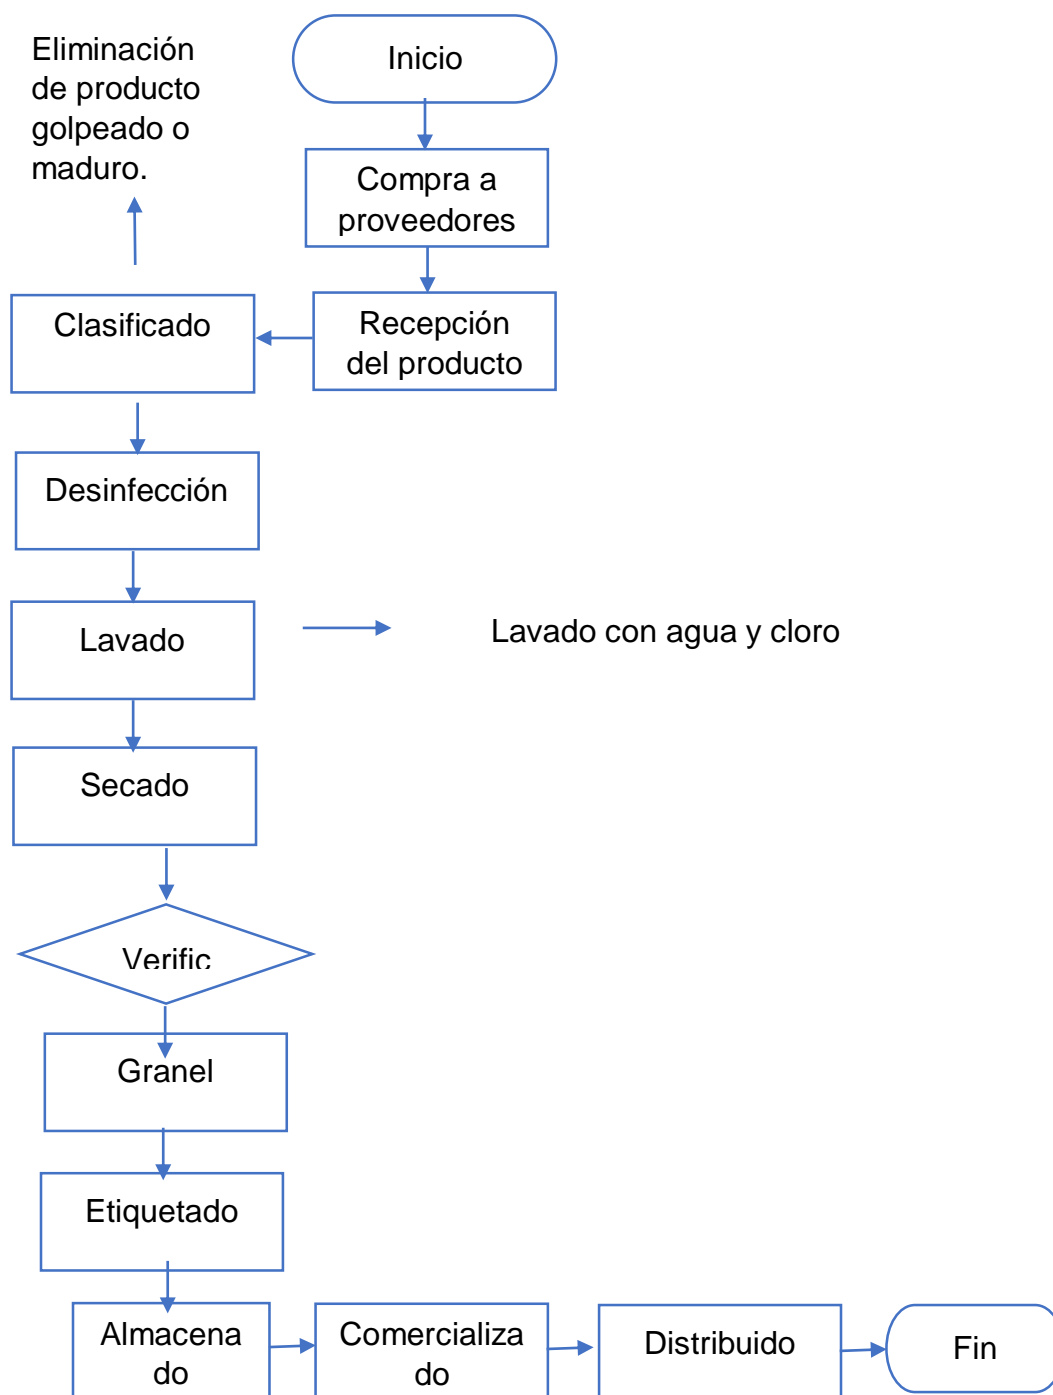 Inicio
Eliminación
de producto
golpeado o
maduro.
Compra a
proveedores
Recepción
del producto
Clasificado
Desinfección
Lavado
Lavado con agua y cloro
Secado
Verific
Granel
Etiquetado
Almacena
do
Comercializa
do
Distribuido
Fin